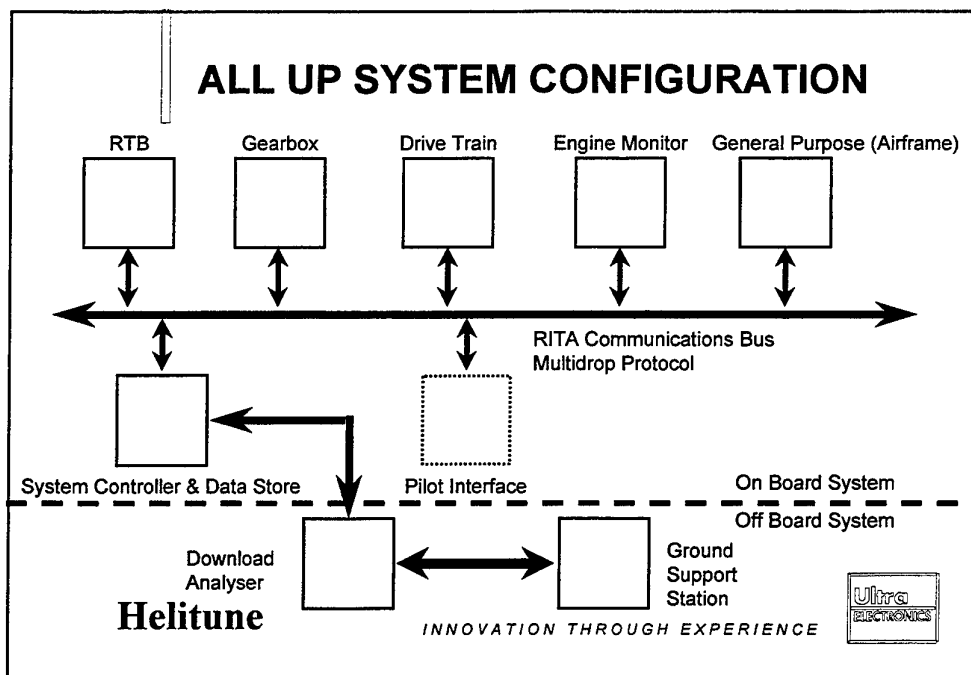 ALL UP SYSTEM CONFIGURATION
RTB
Gearbox
Drive Train
Engine Monitor
General Purpose (Airframe)
RITA Communications Bus
Multidrop Protocol
System Controller & Data Store
Pilot Interface
On Board System
Off Board System
Download
Analyser
Ground
Support
Station
Helitune
INNOVATION THROUGH EXPERIENCE
Ultra
ELECTRONICS